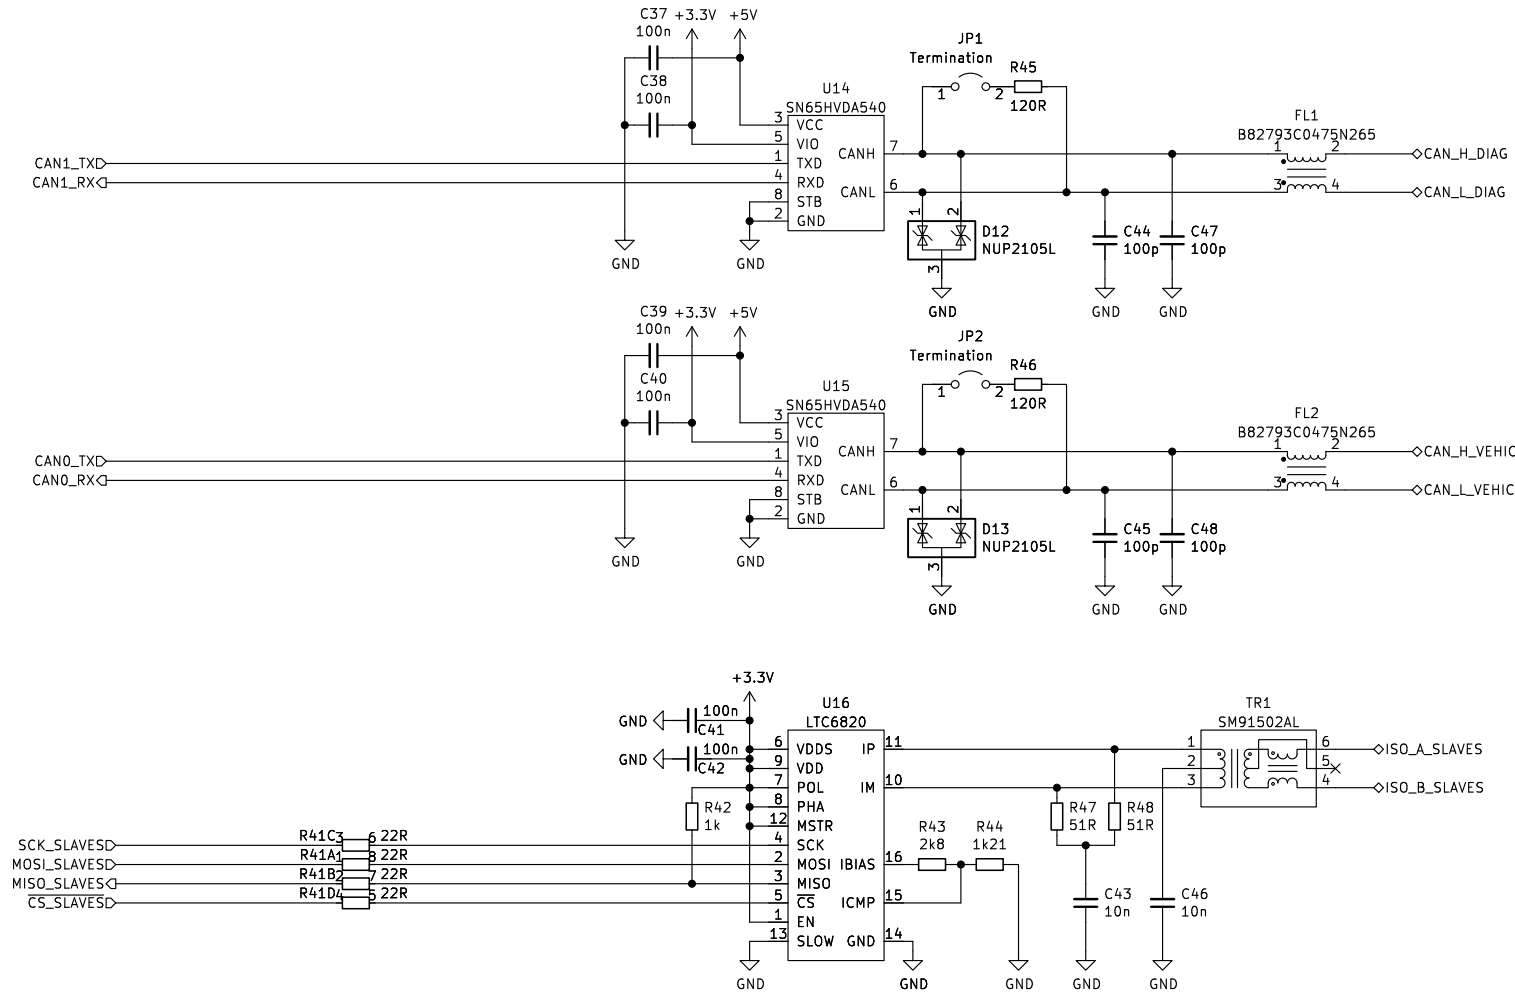 C37 +3.3V +5V
100n
C38
100n
JP1
Termination
1 2
R45
120R
U14
SN65HVDA540
3 VCC
5 VIO
1 TXD
4 RXD
8 STB
2 GND
CANH 7
CANL 6
CAN1_TX
CAN1_RX
GND
GND
1 2
D12
NUP2105L
3
GND
C44
100p
GND
C47
100p
GND
FL1
B82793C0475N265
1 2
3 4
CAN_H_DIAG
CAN_L_DIAG
C39 +3.3V +5V
100n
C40
100n
JP2
Termination
1 2
R46
120R
U15
SN65HVDA540
3 VCC
5 VIO
1 TXD
4 RXD
8 STB
2 GND
CANH 7
CANL 6
CAN0_TX
CAN0_RX
GND
GND
1 2
D13
NUP2105L
3
GND
C45
100p
GND
C48
100p
GND
FL2
B82793C0475N265
1 2
3 4
CAN_H_VEHIC
CAN_L_VEHIC
+3.3V
GND 100n
C41
GND 100n
C42
U16
LTC6820
6 VDDS
9 VDD
7 POL
8 PHA
12 MSTR
4 SCK
2 MOSI
3 MISO
5 CS
1 EN
13 SLOW
IP 11
IM 10
IBIAS 16
ICMP 15
GND 14
R42
1k
SCK_SLAVES R41C 3 6 22R
MOSI_SLAVES R41A 1 8 22R
MISO_SLAVES R41B 2 7 22R
CS_SLAVES R41D 4 5 22R
GND
GND
R43
2k8
R44
1k21
GND
R47
51R
R48
51R
C43
10n
GND
C46
10n
GND
TR1
SM91502AL
1
2
3
6
5
4
ISO_A_SLAVES
ISO_B_SLAVES